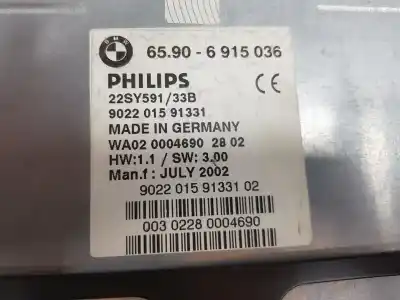 BMW
65.90 - 6 915 036
PHILIPS CE
22SY591/33B
9022 015 91331
MADE IN GERMANY
WA02 0004690 28 02
HW:1.1 / SW: 3.00
Man.f : JULY 2002
9022 015 91331 02
003 0228 0004690